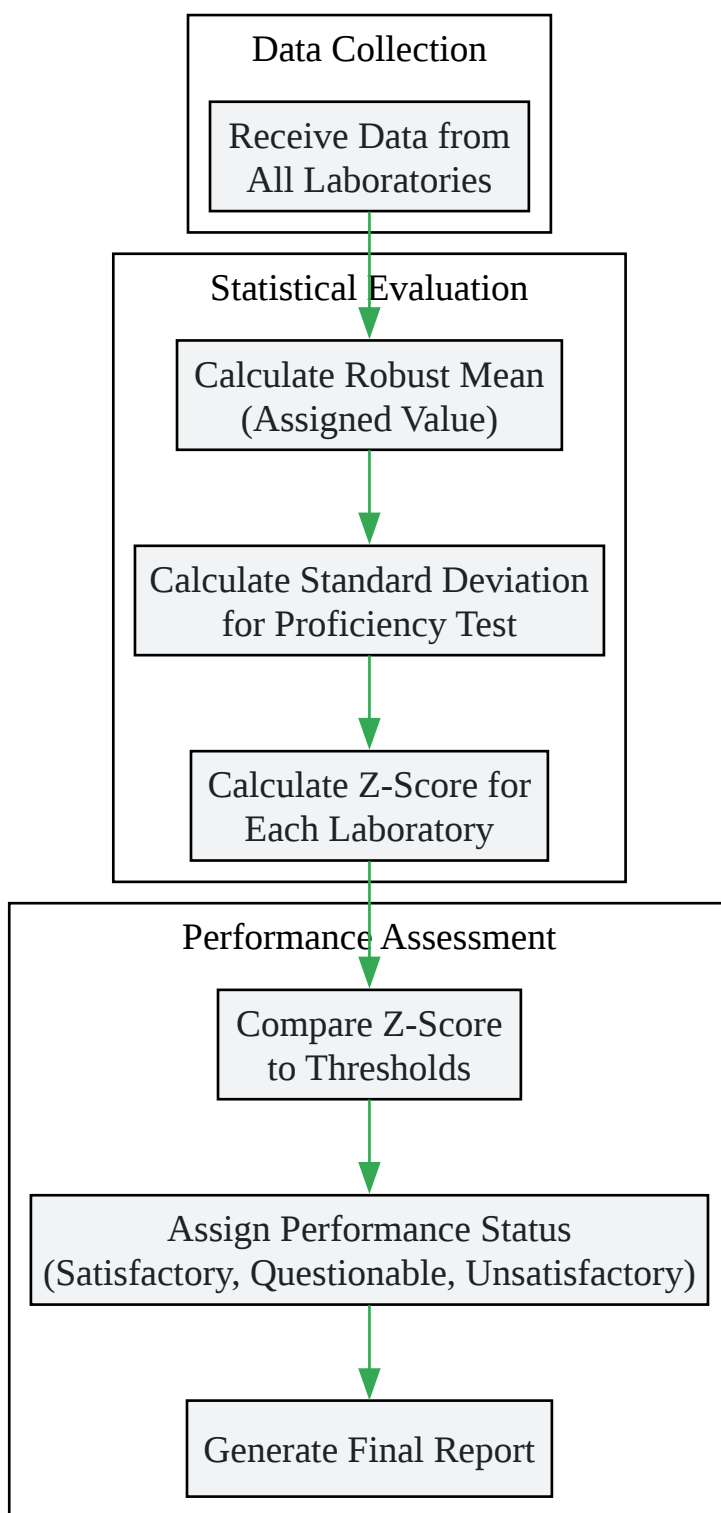 Data Collection
Receive Data from
All Laboratories
Statistical Evaluation
Calculate Robust Mean
(Assigned Value)
Calculate Standard Deviation
for Proficiency Test
Calculate Z-Score for
Each Laboratory
Performance Assessment
Compare Z-Score
to Thresholds
Assign Performance Status
(Satisfactory, Questionable, Unsatisfactory)
Generate Final Report